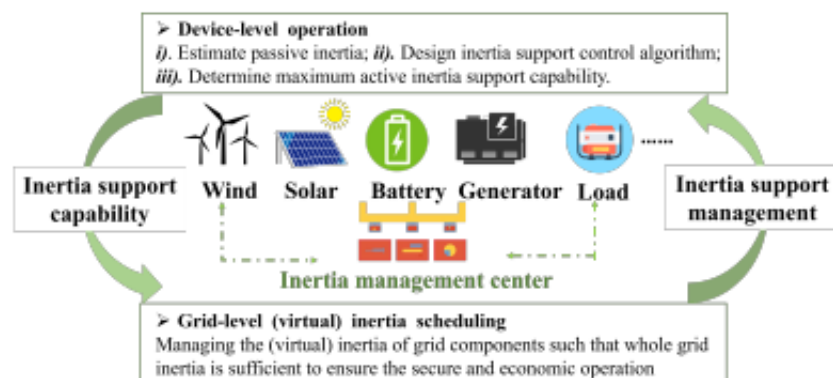 ➢ Device-level operation
i). Estimate passive inertia; ii). Design inertia support control algorithm;
iii). Determine maximum active inertia support capability.
Wind Solar Battery Generator Load ......
Inertia support
capability
Inertia support
management
Inertia management center
➢ Grid-level (virtual) inertia scheduling
Managing the (virtual) inertia of grid components such that whole grid
inertia is sufficient to ensure the secure and economic operation